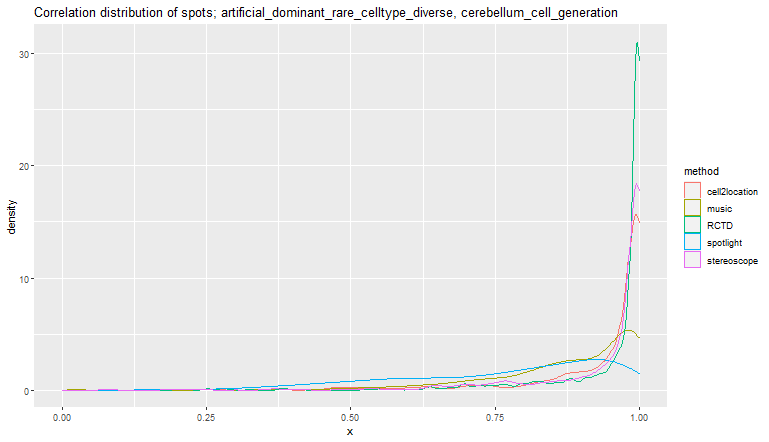 Correlation distribution of spots; artificial_dominant_rare_celltype_diverse, cerebellum_cell_generation
30
20
10
0
density
0.00
0.25
0.50
0.75
1.00
x
method
cell2location
music
RCTD
spotlight
stereoscope